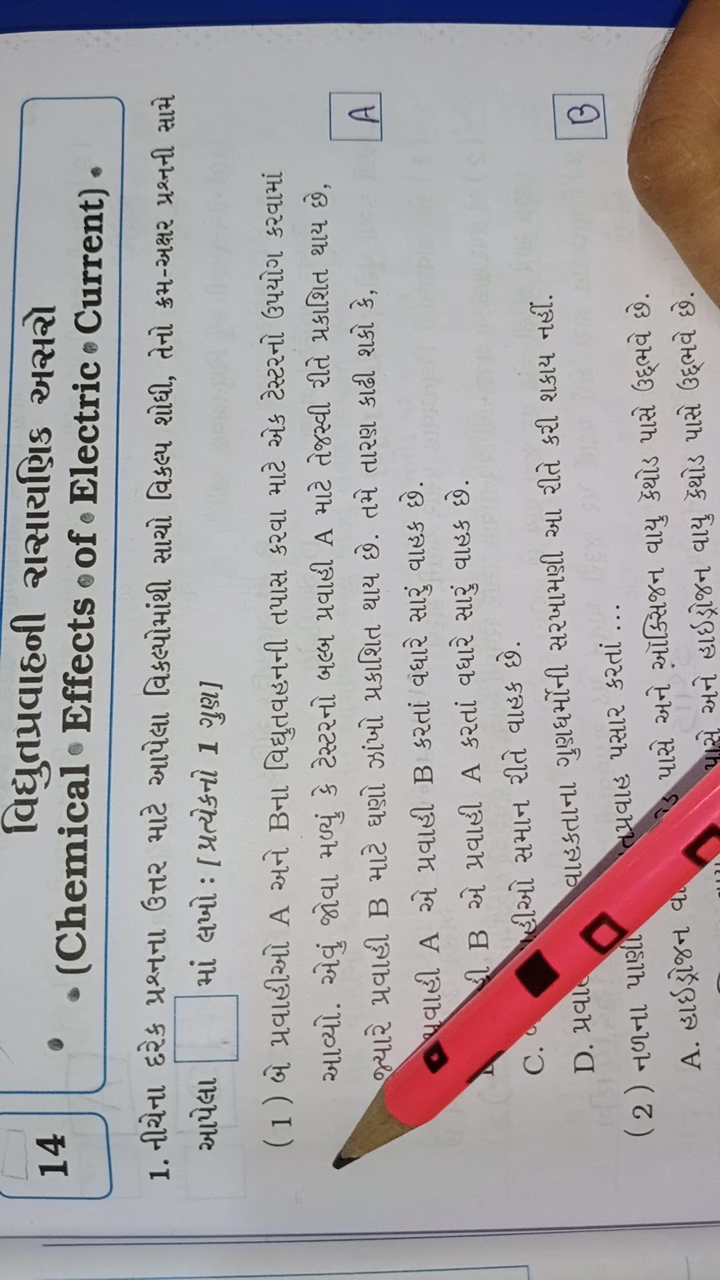 14
વિદ્યુતપ્રવાહની રાસાયણિક અસરો
• • (Chemical • Effects • of • Electric • Current) •
1. નીચેના દરેક પ્રશ્નના ઉત્તર માટે આપેલા વિકલ્પોમાંથી સાચો વિકલ્પ શોધી, તેનો ક્રમ-અક્ષર પ્રશ્નની સામે
આપેલા માં લખો : [પ્રત્યેકનો 1 ગુણ]
(1) બે પ્રવાહીઓ A અને Bના વિદ્યુતવહનની તપાસ કરવા માટે એક ટેસ્ટરનો ઉપયોગ કરવામાં
આવ્યો. એવું જોવા મળ્યું કે ટેસ્ટરનો બલ્બ પ્રવાહી A માટે તેજસ્વી રીતે પ્રકાશિત થાય છે,
જ્યારે પ્રવાહી B માટે ઘણો ઝાંખો પ્રકાશિત થાય છે. તમે તારણ કાઢી શકો કે, A
પ્રવાહી A એ પ્રવાહી B કરતાં વધારે સારું વાહક છે.
B એ પ્રવાહી A કરતાં વધારે સારું વાહક છે.
C. સમાન રીતે વાહક છે.
D. વાહકતાના ગુણધર્મોની સરખામણી આ રીતે કરી શકાય નહીં.
(2) નળના પાણી પસાર કરતાં ... B
A. હાઇડ્રોજન પાસે અને ઑક્સિજન વાયુ કૅથોડ પાસે ઉદ્ભવે છે.
પાસે અને હાઇડ્રોજન વાયુ કૅથોડ પાસે ઉદ્ભવે છે.